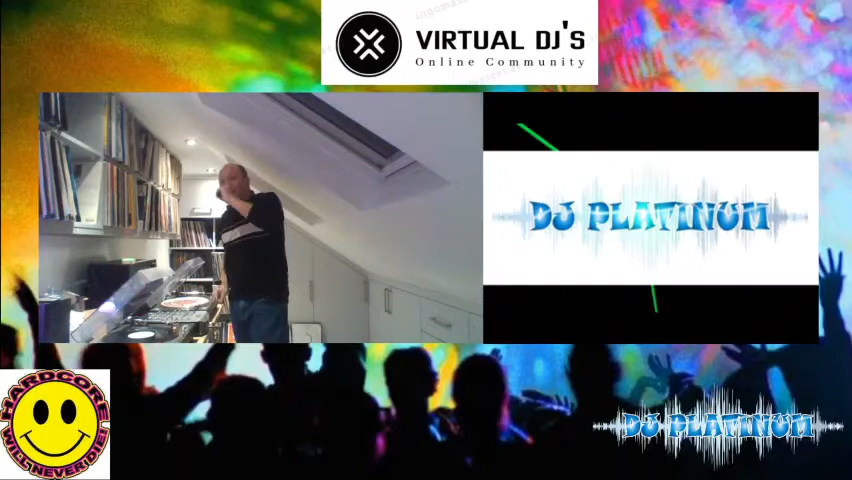 VIRTUAL DJ'S
Online Community
DJ PLATINUM
HARDCORE
WILL NEVER DIE!
DJ PLATINUM